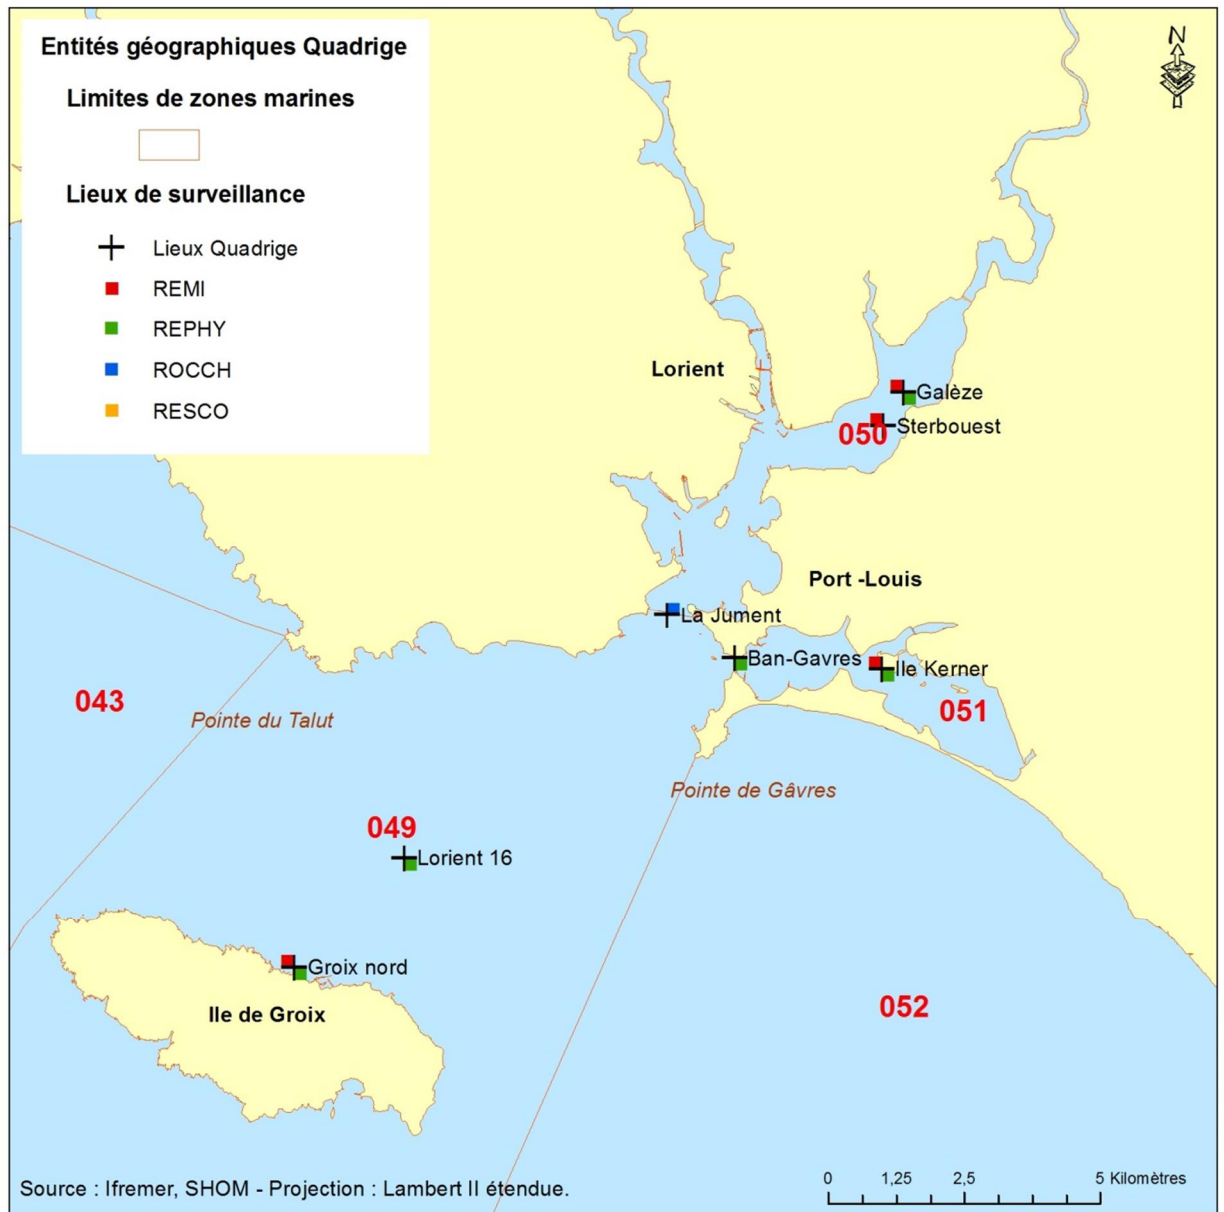 Entités géographiques Quadrige
Limites de zones marines
Lieux de surveillance
Lieux Quadrige
REMI
REPHY
ROCCH
RESCO
N
Lorient
Galèze
Sterbouest
050
Port -Louis
La Jument
Ban-Gavres
Ile Kerner
043
051
Pointe du Talut
Pointe de Gâvres
049
Lorient 16
Groix nord
Ile de Groix
052
Source : Ifremer, SHOM - Projection : Lambert II étendue.
0 1,25 2,5 5 Kilomètres